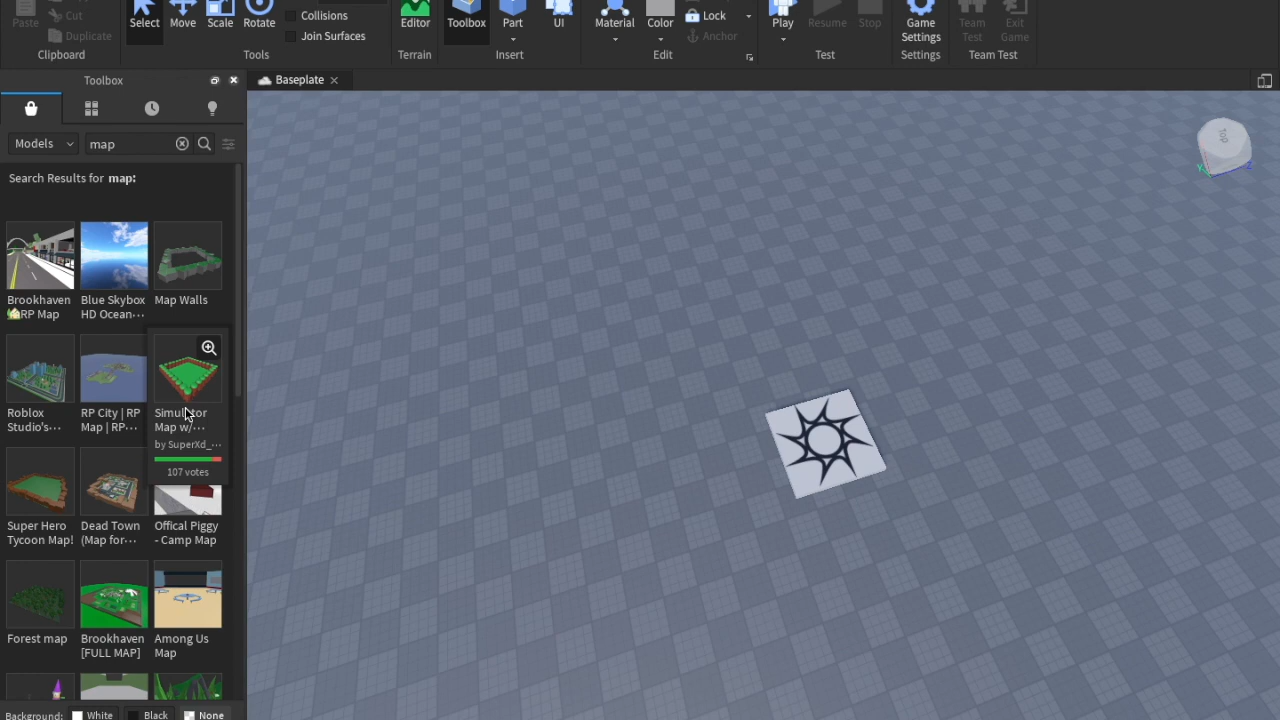 Paste
Cut
Duplicate
Clipboard
Select
Move
Scale
Rotate
Collisions
Join Surfaces
Tools
Editor
Terrain
Toolbox
Part
UI
Insert
Material
Color
Lock
Anchor
Edit
Play
Resume
Stop
Test
Game
Settings
Settings
Team
Test
Exit
Game
Team Test
Toolbox
Baseplate
Models
map
Search Results for map:
Brookhaven
RP Map
Blue Skybox
HD Ocean...
Map Walls
Roblox
Studio's...
RP City | RP
Map | RP...
Simulator
Map w/...
by SuperXd_...
107 votes
Super Hero
Tycoon Map!
Dead Town
(Map for...
Offical Piggy
- Camp Map
Forest map
Brookhaven
[FULL MAP]
Among Us
Map
Background:
White
Black
None
TOP
Y
Z